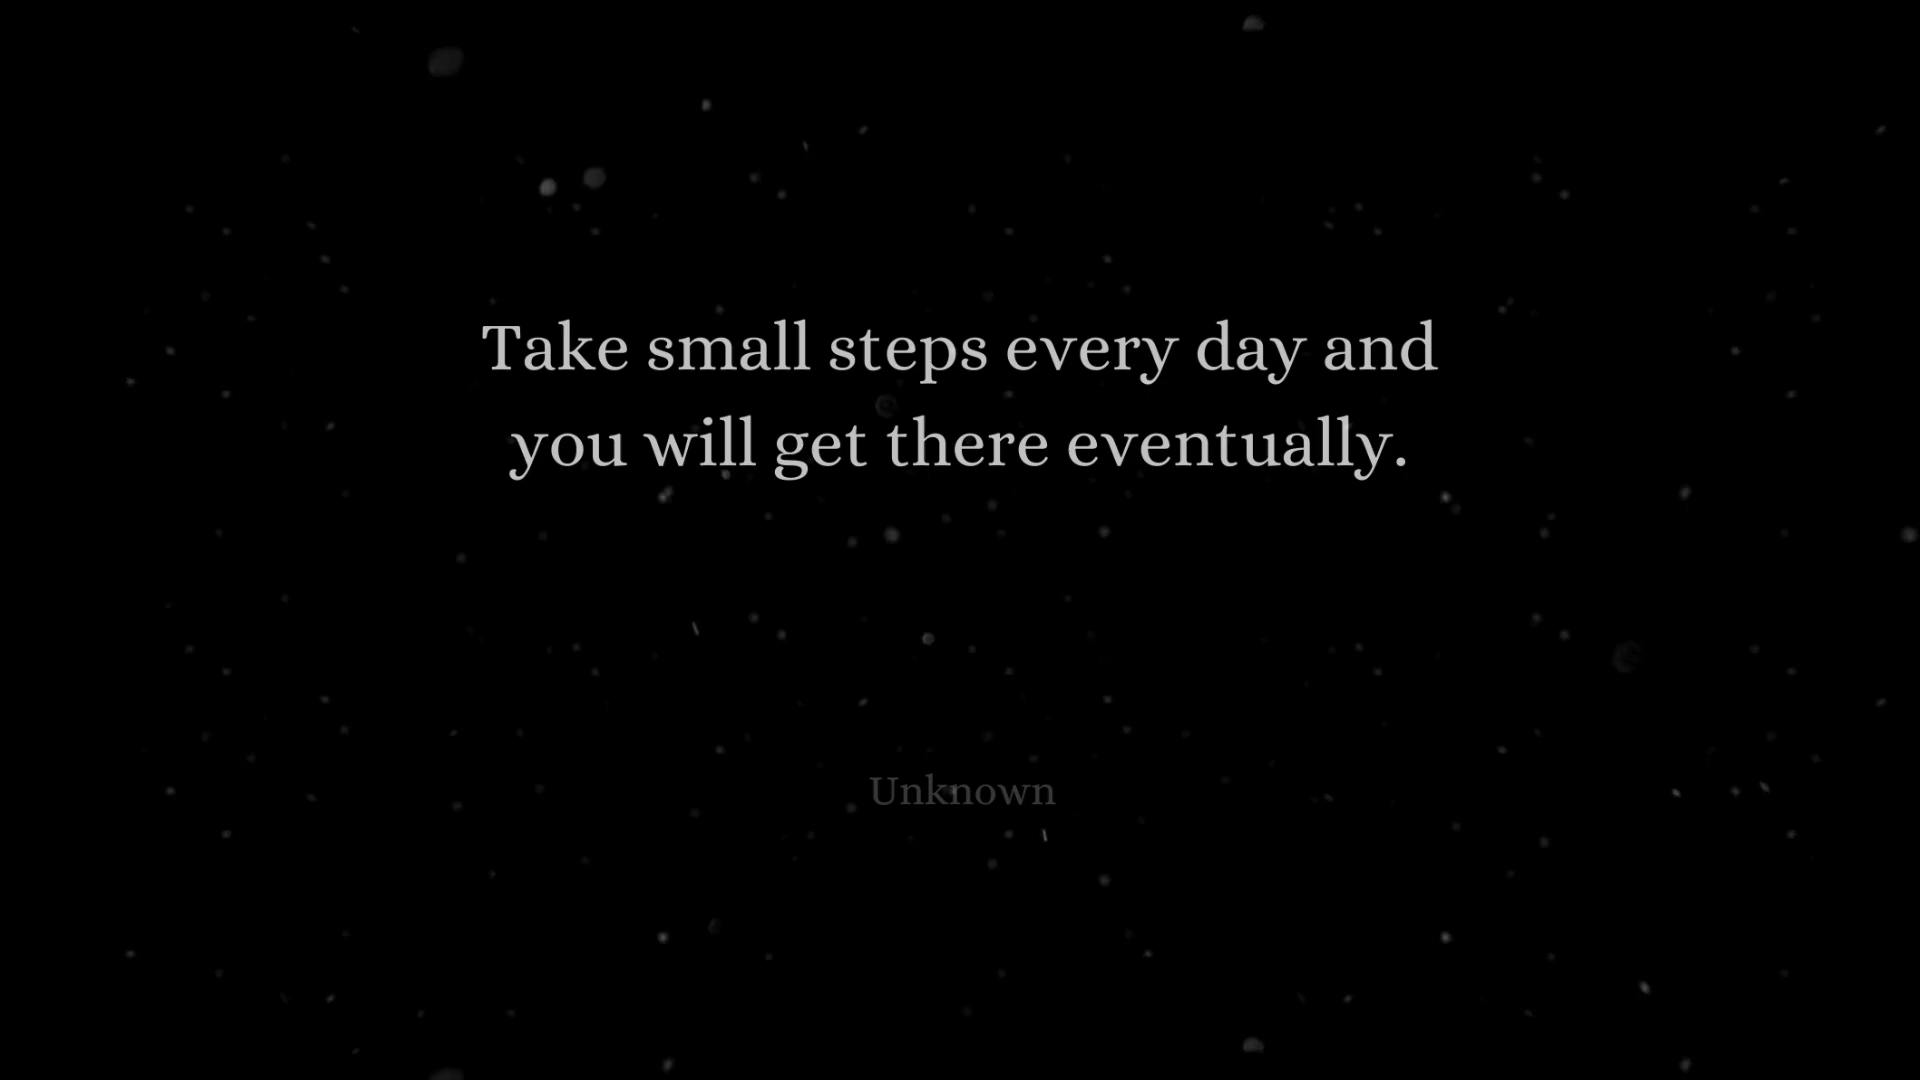 Take small steps every day and
you will get there eventually.
Unknown